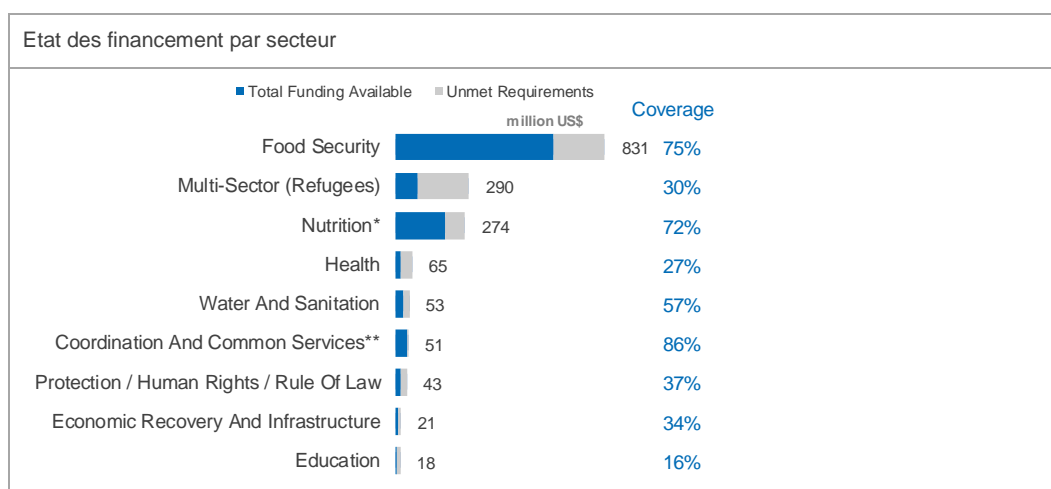 Etat des financement par secteur
Total Funding Available Unmet Requirements
Coverage
million US$
Food Security 831 75%
Multi-Sector (Refugees) 290 30%
Nutrition* 274 72%
Health 65 27%
Water And Sanitation 53 57%
Coordination And Common Services** 51 86%
Protection / Human Rights / Rule Of Law 43 37%
Economic Recovery And Infrastructure 21 34%
Education 18 16%